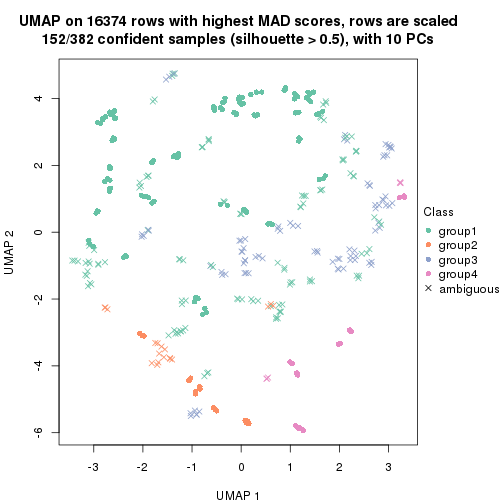 UMAP on 16374 rows with highest MAD scores, rows are scaled
152/382 confident samples (silhouette > 0.5), with 10 PCs
4
2
0
-2
-4
-6
UMAP 2
-3
-2
-1
0
1
2
3
UMAP 1
Class
group1
group2
group3
group4
ambiguous